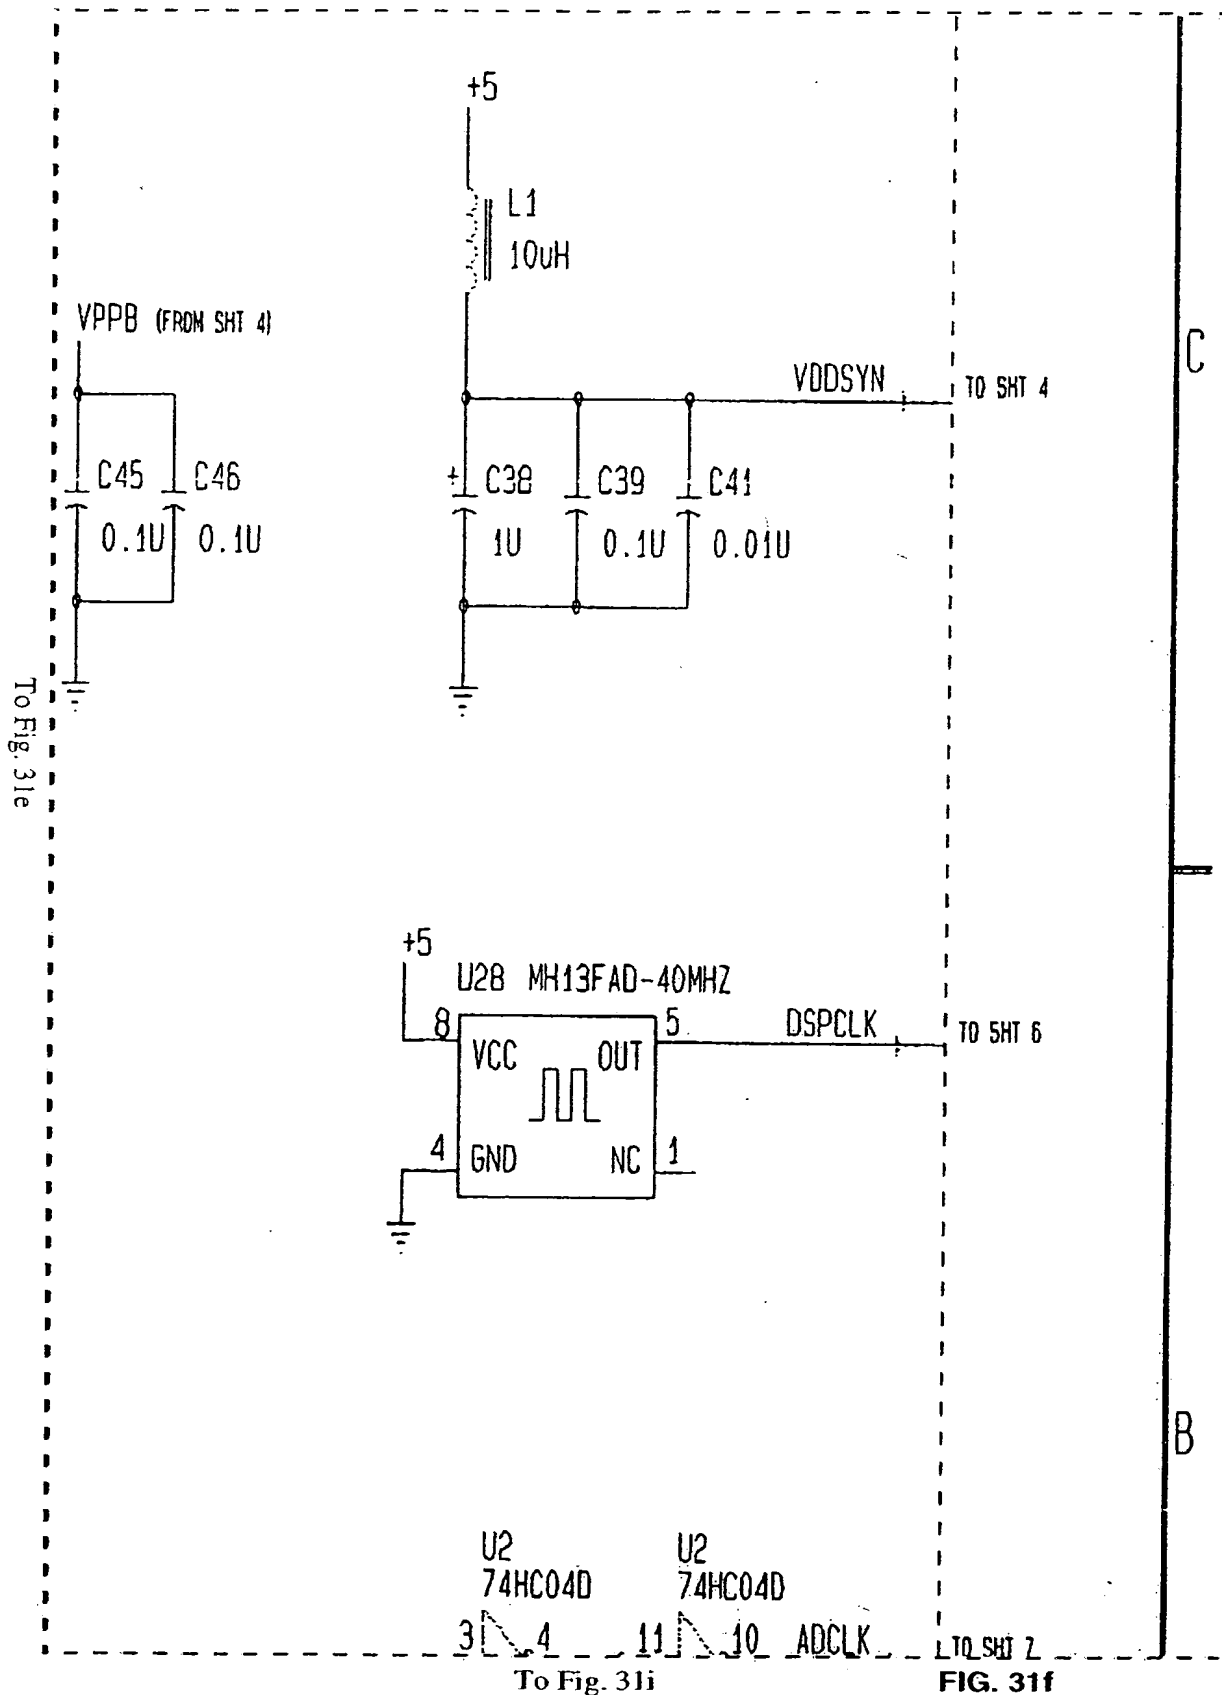 +5
L1
10uH
VPPB (FROM SHT 4)
C
VDDSYN
TO SHT 4
C45
C46
+
C38
C39
C41
0.1U
0.1U
1U
0.1U
0.01U
To Fig. 31e
+5
U28 MH13FAD-40MHZ
8
5
DSPCLK
TO SHT 6
VCC
OUT
4
GND
NC
1
B
U2
74HC04D
U2
74HC04D
3
4
11
10
ADCLK
TO SHT 7
To Fig. 31i
FIG. 31f